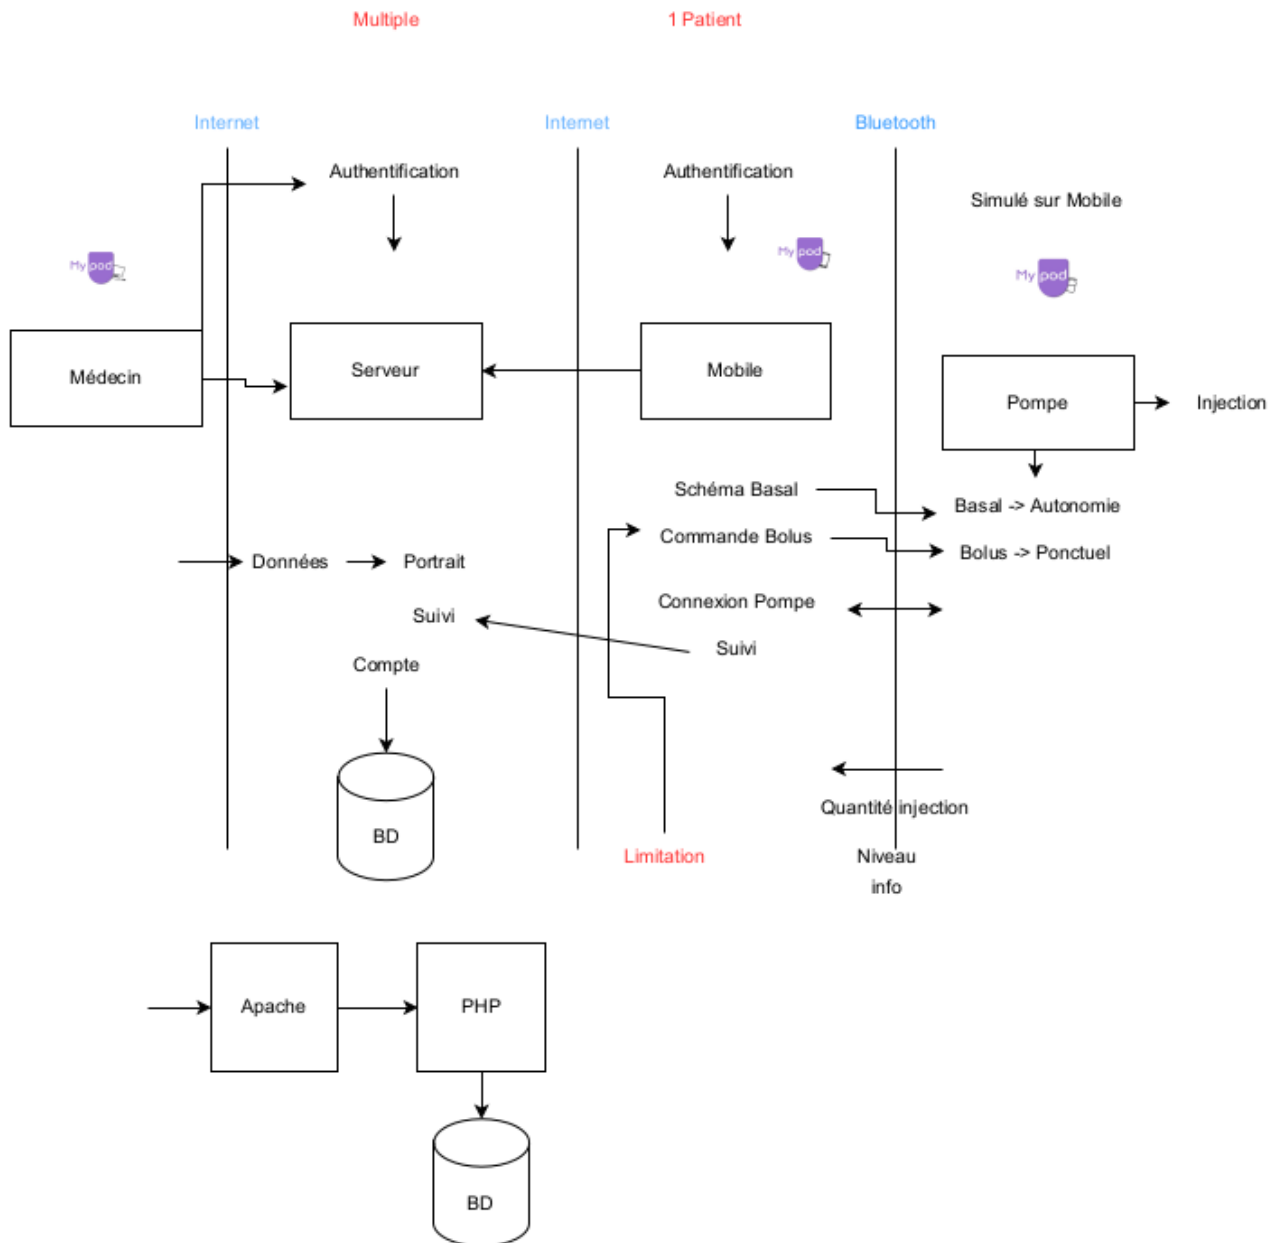 Multiple
1 Patient
Internet
Internet
Bluetooth
Authentification
Authentification
Simulé sur Mobile
My pod
My pod
My pod
Médecin
Serveur
Mobile
Pompe
Injection
Schéma Basal
Basal -> Autonomie
Commande Bolus
Bolus -> Ponctuel
Données
Portrait
Connexion Pompe
Suivi
Suivi
Compte
BD
Quantité injection
Limitation
Niveau
info
Apache
PHP
BD